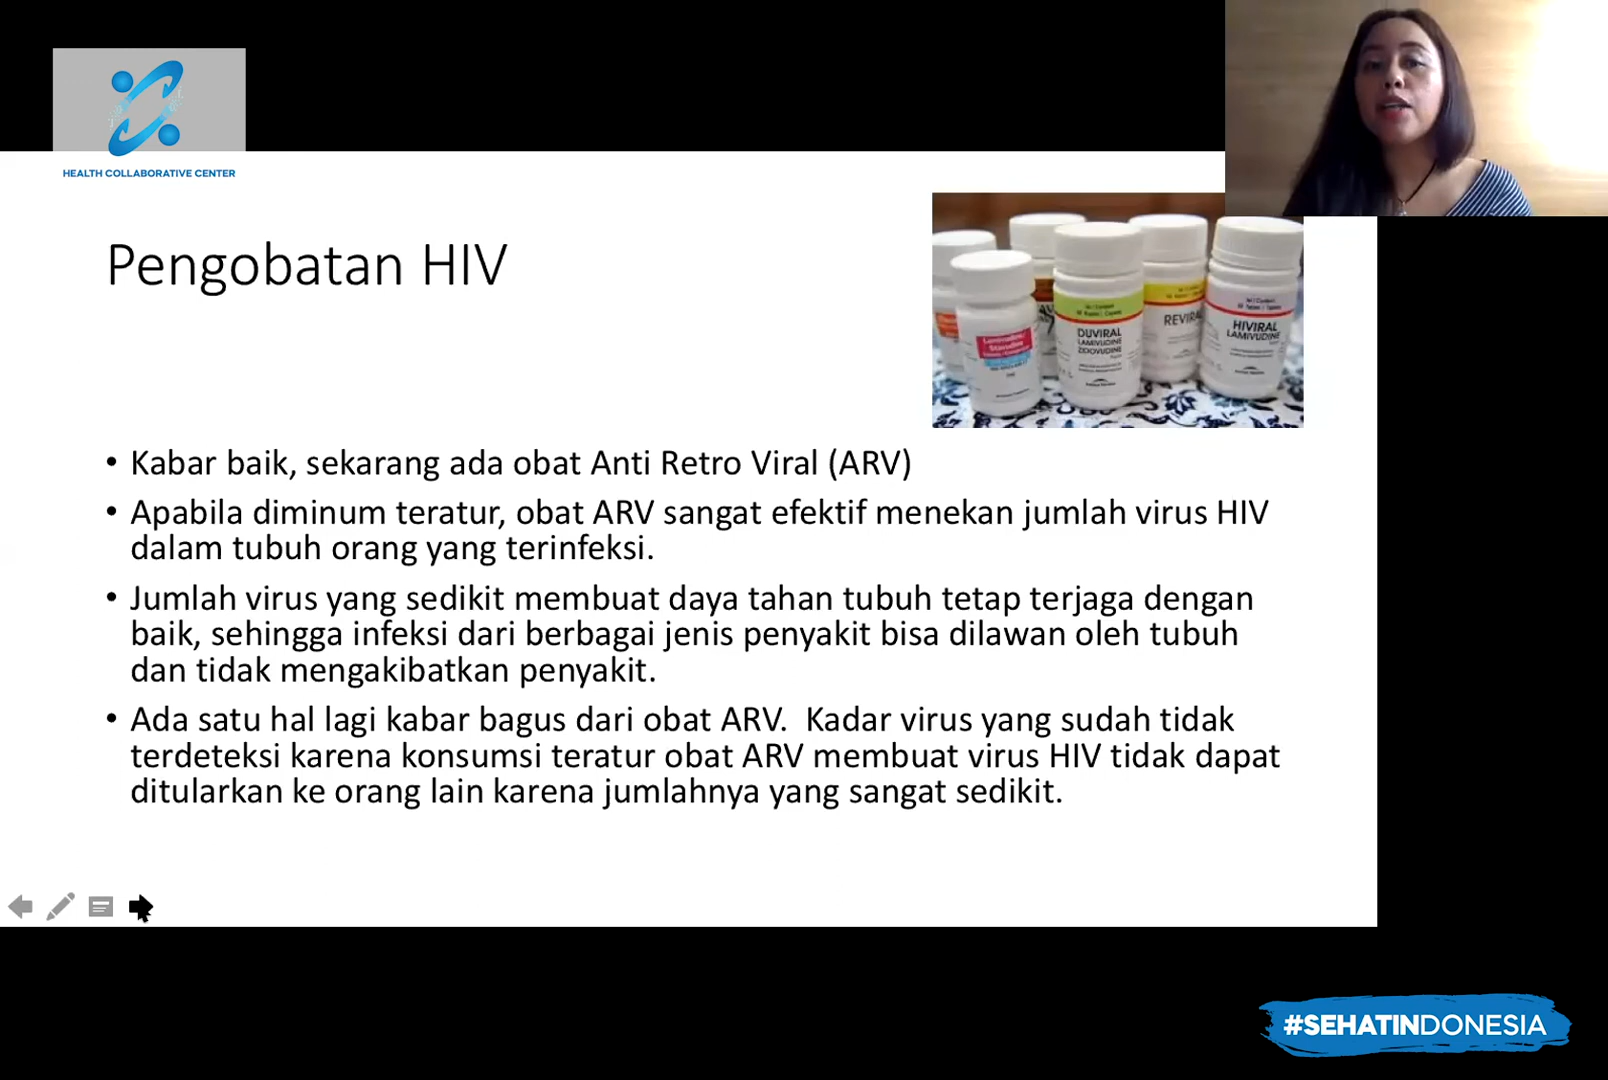 HEALTH COLLABORATIVE CENTER
Pengobatan HIV
DUVIRAL
LAMIVUDINE
ZIDOVUDINE
REVIRAL
HIVIRAL
LAMIVUDINE
• Kabar baik, sekarang ada obat Anti Retro Viral (ARV)
• Apabila diminum teratur, obat ARV sangat efektif menekan jumlah virus HIV
dalam tubuh orang yang terinfeksi.
• Jumlah virus yang sedikit membuat daya tahan tubuh tetap terjaga dengan
baik, sehingga infeksi dari berbagai jenis penyakit bisa dilawan oleh tubuh
dan tidak mengakibatkan penyakit.
• Ada satu hal lagi kabar bagus dari obat ARV.  Kadar virus yang sudah tidak
terdeteksi karena konsumsi teratur obat ARV membuat virus HIV tidak dapat
ditularkan ke orang lain karena jumlahnya yang sangat sedikit.
#SEHATINDONESIA